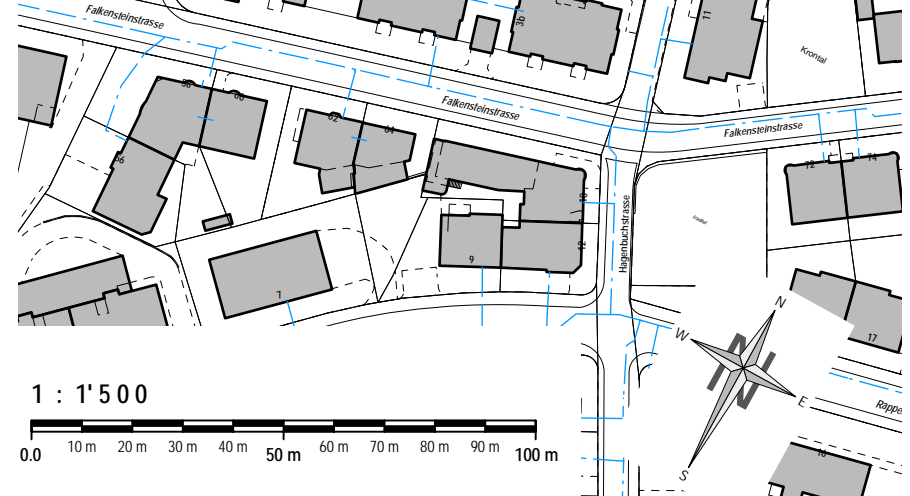 Falkensteinstrasse
3b
11
Krontal
58
60
62
64
Falkensteinstrasse
Falkensteinstrasse
56
72
74
Friedhof
10
12
Hagenbuchstrasse
9
7
N
W
E
S
17
Rappe
16
1 : 1'500
0.0
10 m
20 m
30 m
40 m
50 m
60 m
70 m
80 m
90 m
100 m